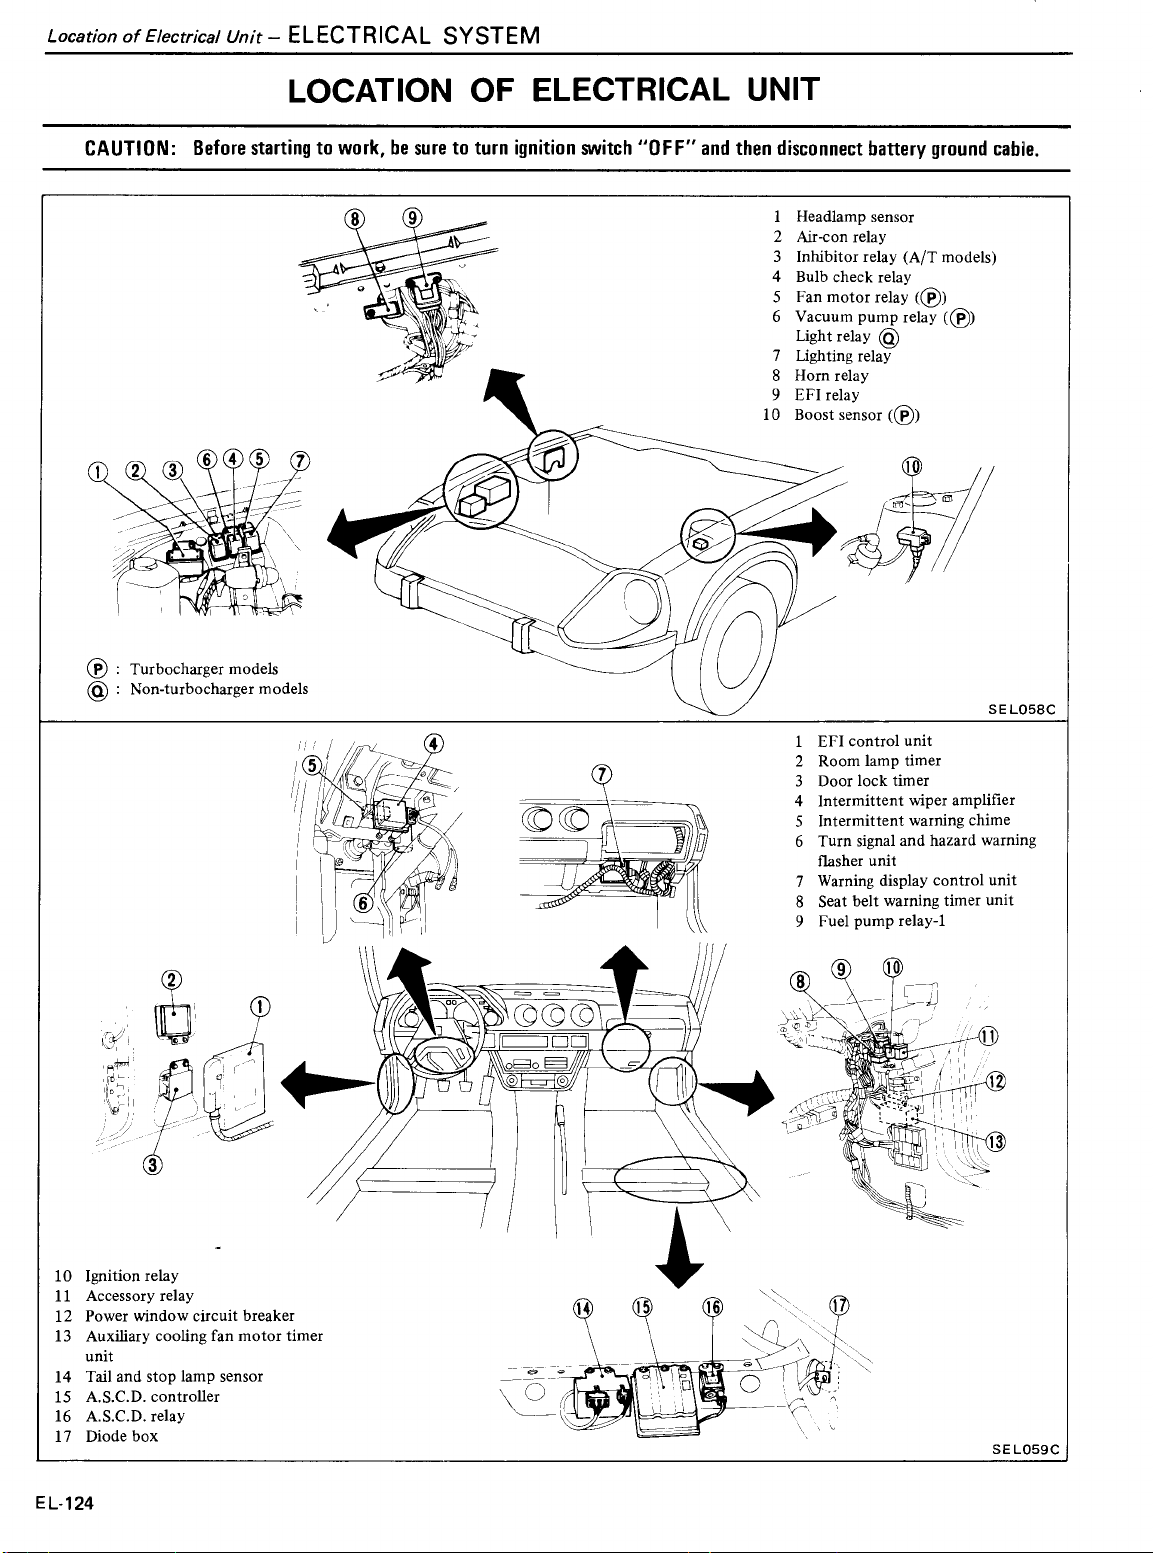 Location of Electrical Unit – ELECTRICAL SYSTEM
LOCATION OF ELECTRICAL UNIT
CAUTION: Before starting to work, be sure to turn ignition switch "OFF" and then disconnect battery ground cable.
8 9
1 Headlamp sensor
2 Air-con relay
3 Inhibitor relay (A/T models)
4 Bulb check relay
5 Fan motor relay (Ⓟ)
6 Vacuum pump relay (Ⓟ)
Light relay Ⓠ
7 Lighting relay
8 Horn relay
9 EFI relay
10 Boost sensor (Ⓟ)
1 2 3 6 4 5 7
10
Ⓟ : Turbocharger models
Ⓠ : Non-turbocharger models
SEL058C
4
5
6
7
1 EFI control unit
2 Room lamp timer
3 Door lock timer
4 Intermittent wiper amplifier
5 Intermittent warning chime
6 Turn signal and hazard warning
flasher unit
7 Warning display control unit
8 Seat belt warning timer unit
9 Fuel pump relay-1
2
1
3
8 9 10
11
12
13
10 Ignition relay
11 Accessory relay
12 Power window circuit breaker
13 Auxiliary cooling fan motor timer
unit
14 Tail and stop lamp sensor
15 A.S.C.D. controller
16 A.S.C.D. relay
17 Diode box
14 15 16 17
SEL059C
EL-124